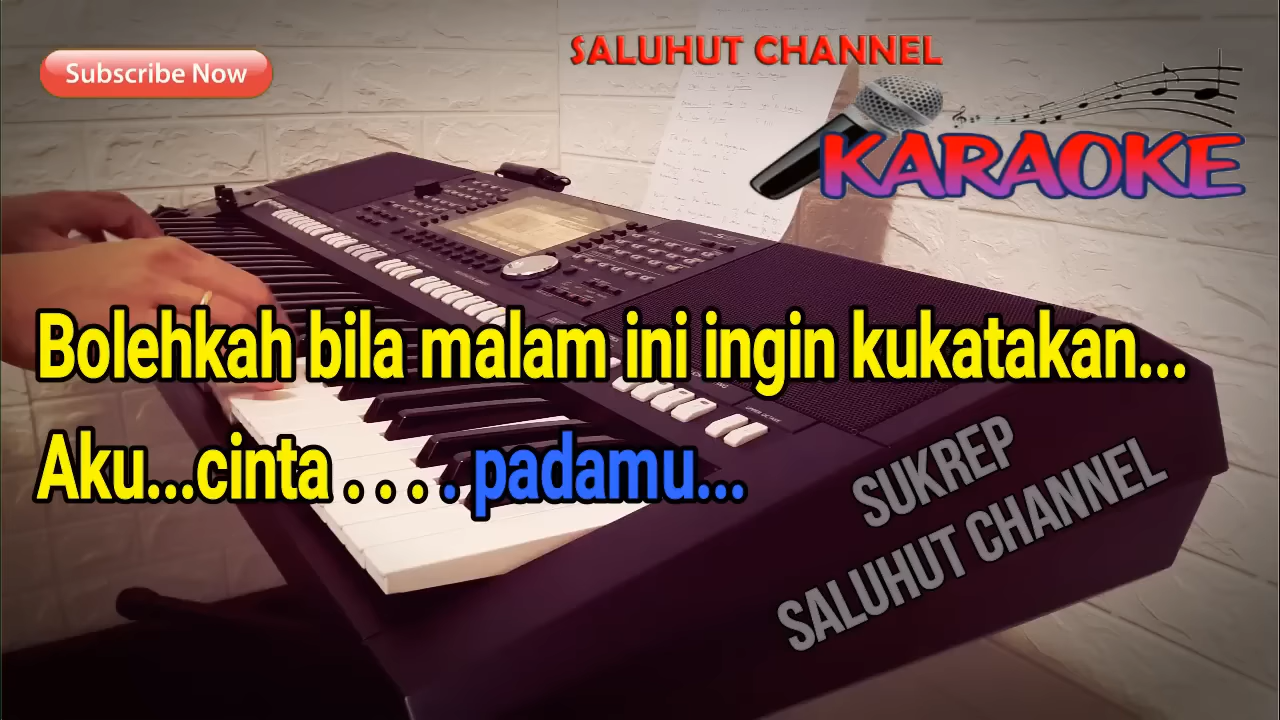 SALUHUT CHANNEL
Subscribe Now
KARAOKE
Bolehkah bila malam ini ingin kukatakan...
Aku...cinta . . . . . padamu...
SUKREP
SALUHUT CHANNEL